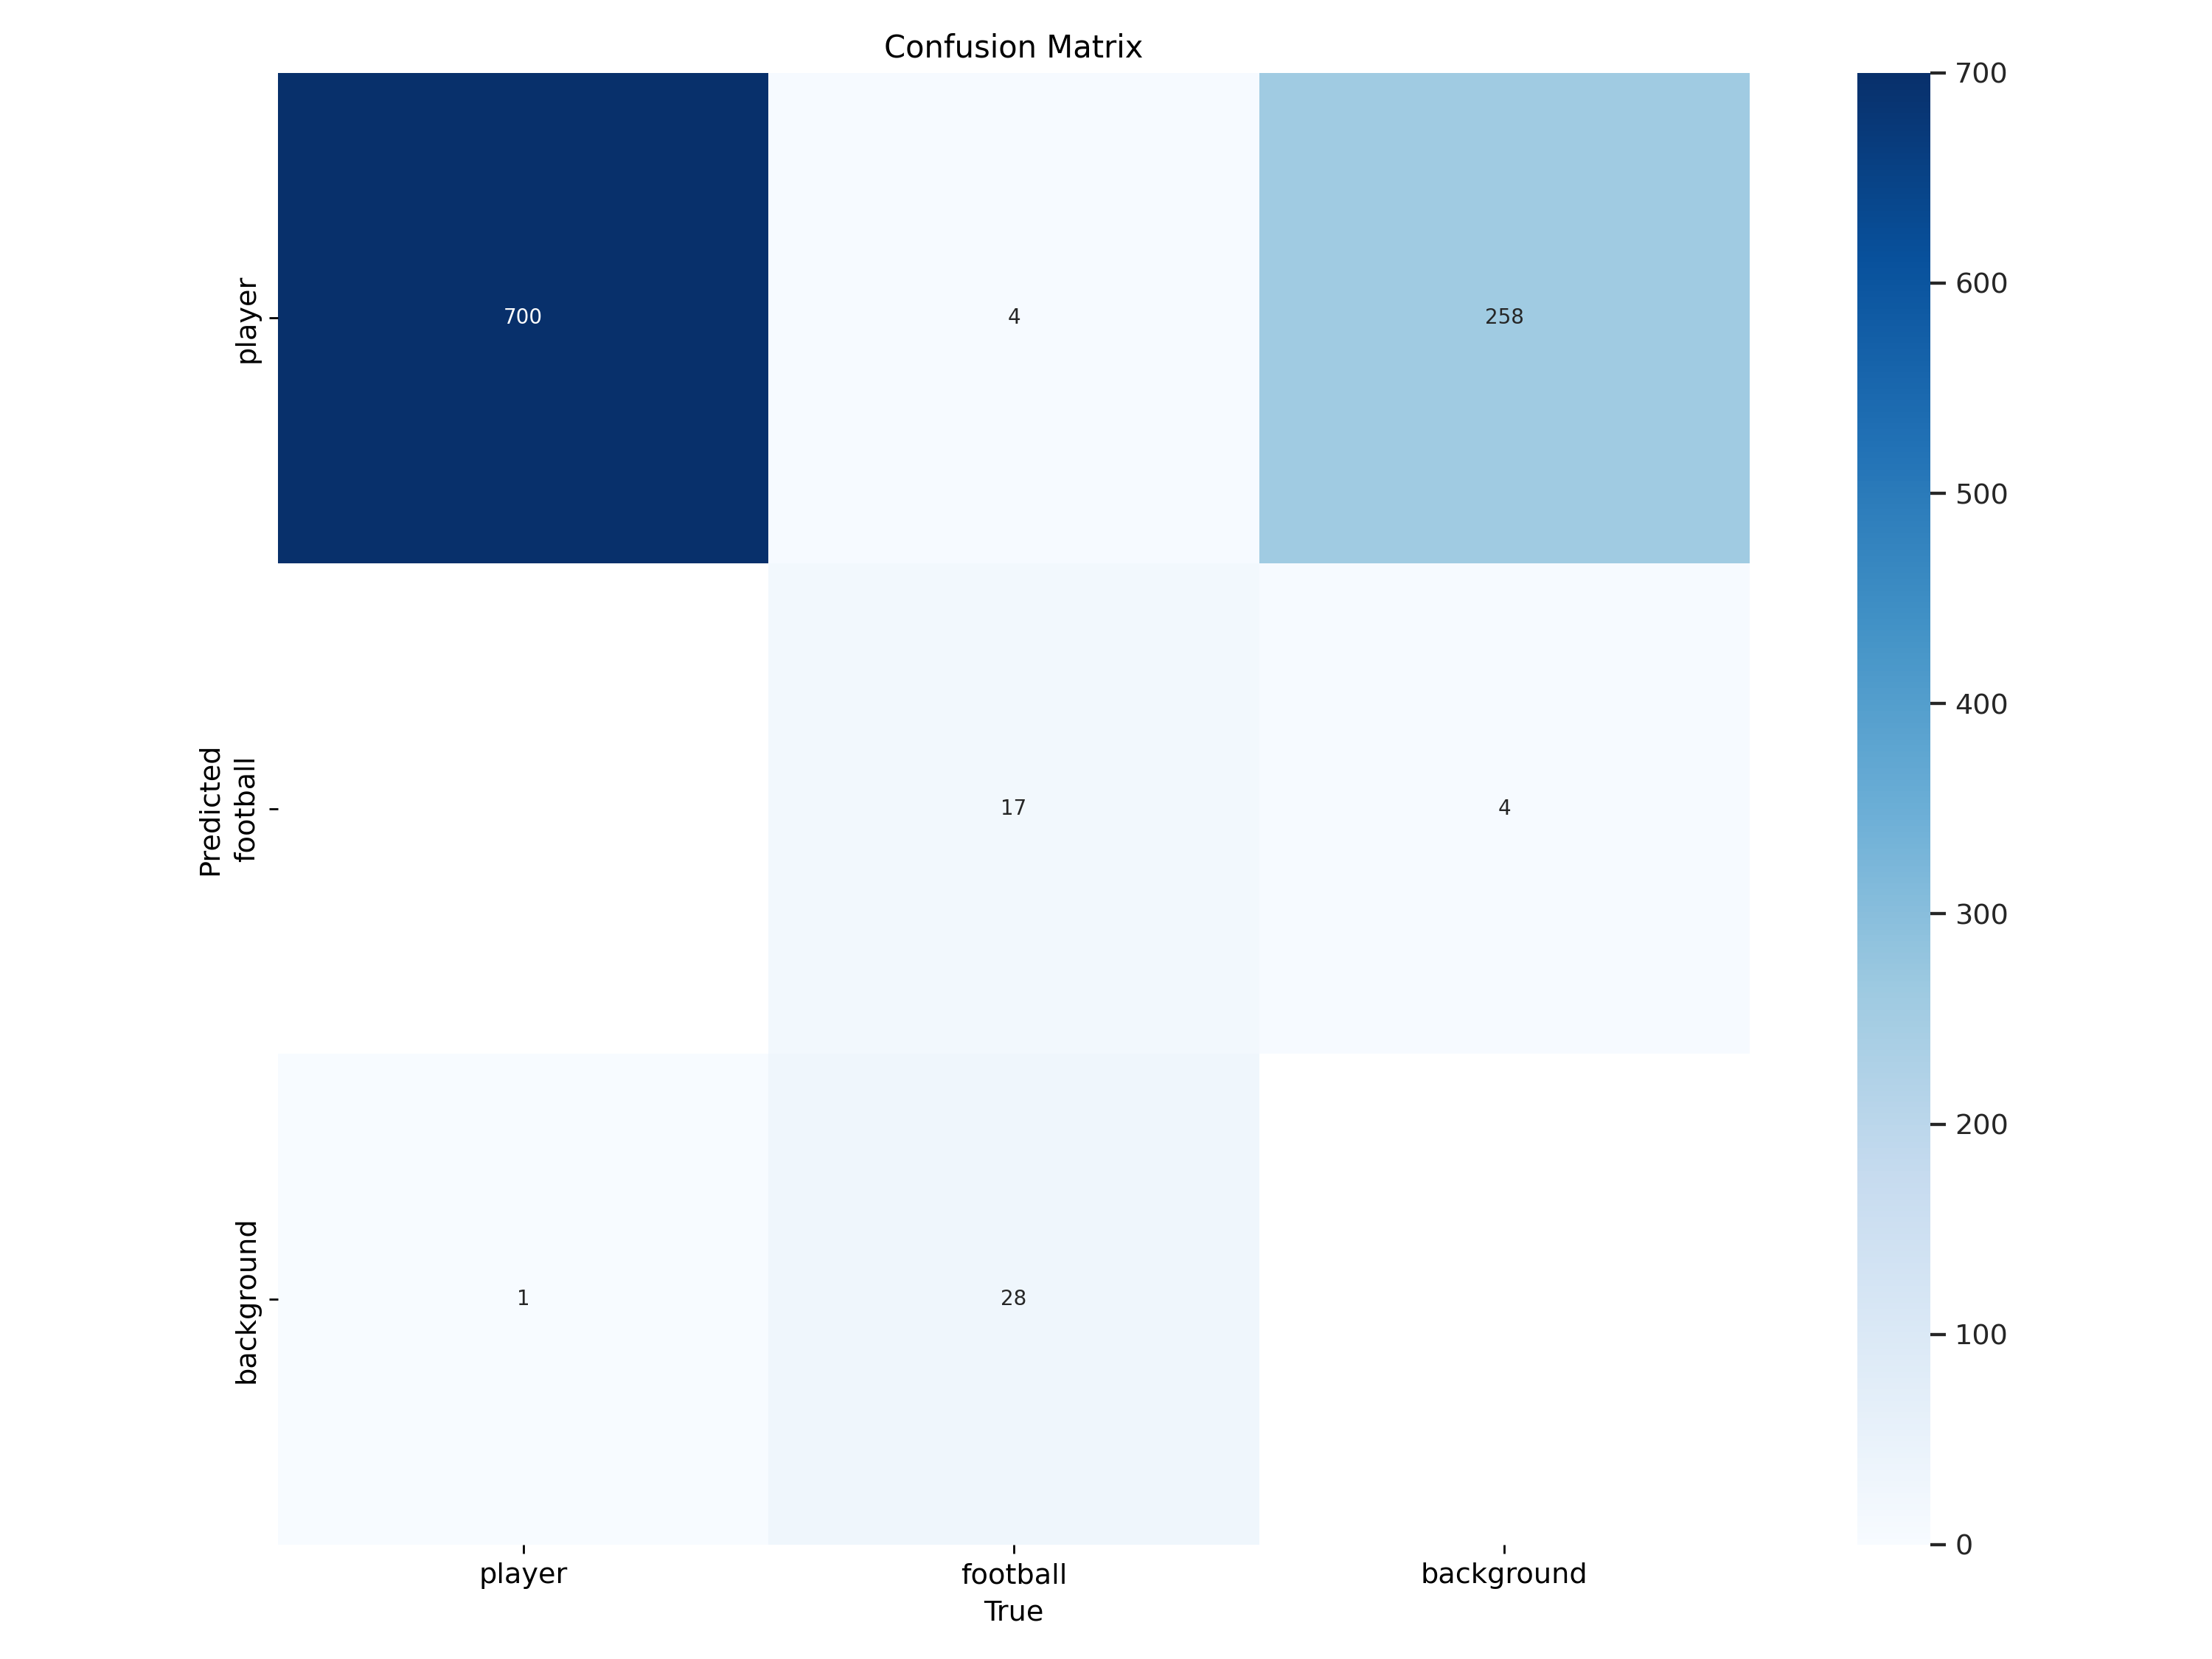 Confusion Matrix
player
700
4
258
Predicted
football
17
4
background
1
28
player
football
background
True
700
600
500
400
300
200
100
0